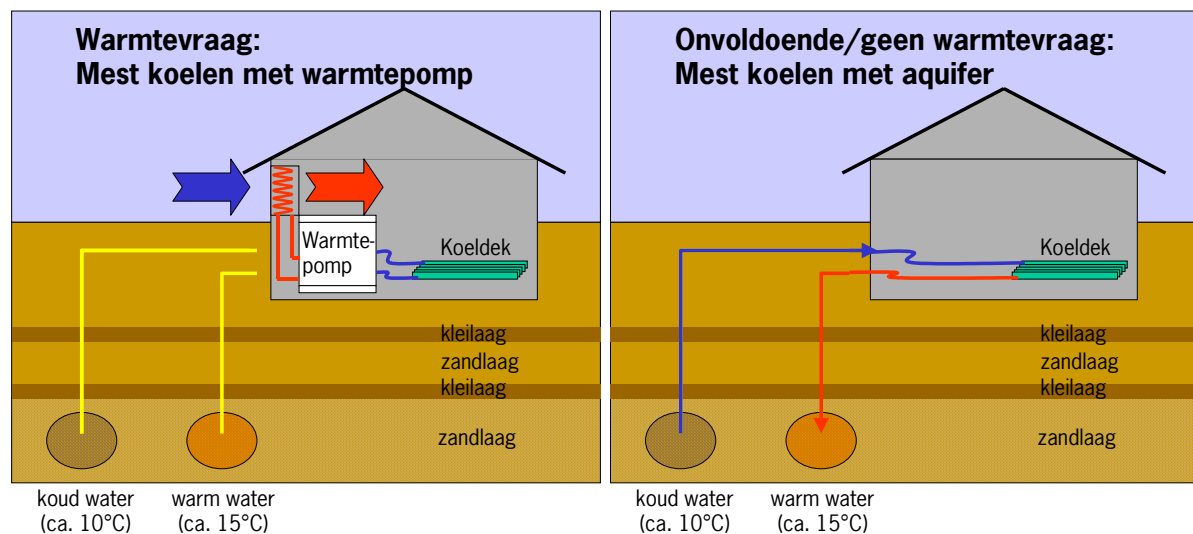 Warmtevraag:
Mest koelen met warmtepomp
Warmte-
pomp
Koeldek
kleilaag
zandlaag
kleilaag
zandlaag
koud water
(ca. 10°C)
warm water
(ca. 15°C)
Onvoldoende/geen warmtevraag:
Mest koelen met aquifer
Koeldek
kleilaag
zandlaag
kleilaag
zandlaag
koud water
(ca. 10°C)
warm water
(ca. 15°C)